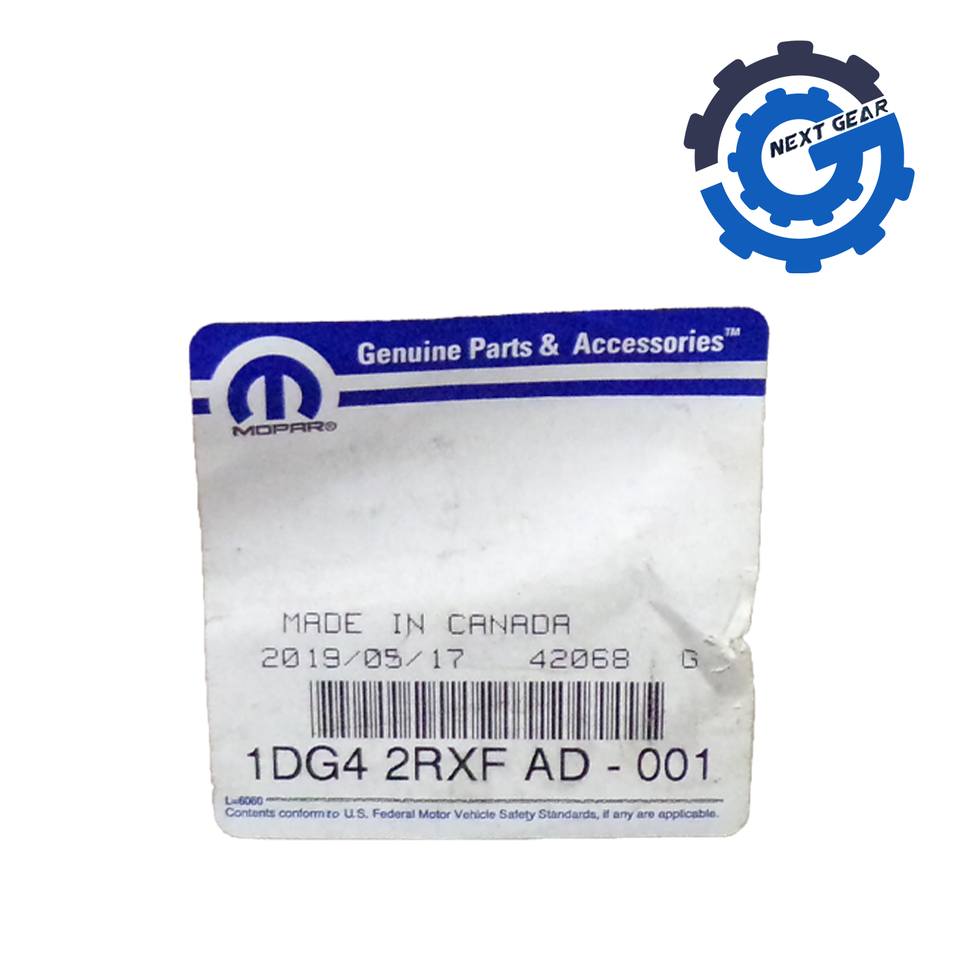 NEXT GEAR
Genuine Parts & Accessories™
MOPAR®
MADE IN CANADA
2019/05/17 42068 G
1DG4 2RXF AD - 001
L=6060
Contents conform to U.S. Federal Motor Vehicle Safety Standards, if any are applicable.